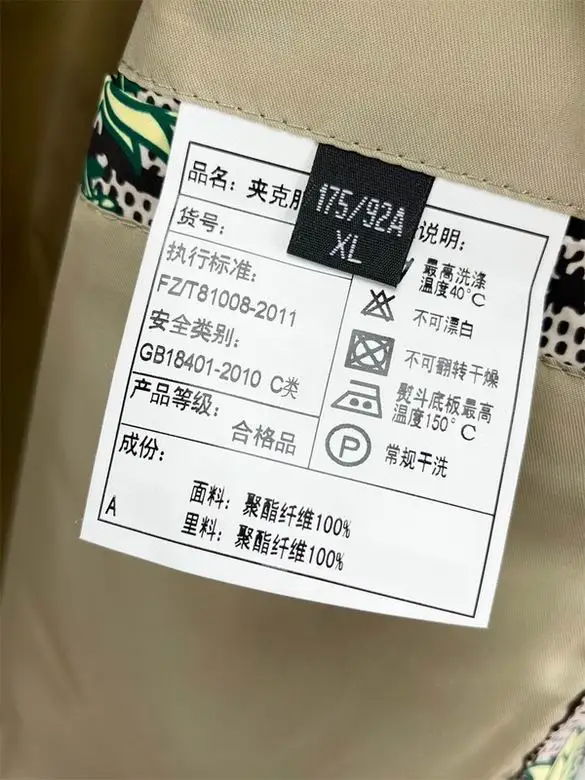 品名: 夹克
175/92A
XL
说明:
货号:
执行标准:
FZ/T81008-2011
安全类别:
GB18401-2010 C类
产品等级:
合格品
最高洗涤
温度40°C
不可漂白
不可翻转干燥
熨斗底板最高
温度150°C
P
常规干洗
成份:
面料: 聚酯纤维100%
里料: 聚酯纤维100%
A